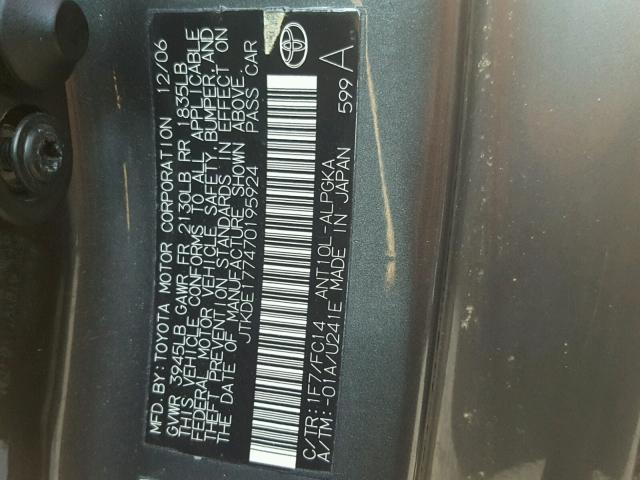 MFD. BY: TOYOTA MOTOR CORPORATION 12/06
GVWR 3945LB GAWR FR 2130LB RR 1835LB
THIS VEHICLE CONFORMS TO ALL APPLICABLE
FEDERAL MOTOR VEHICLE SAFETY, BUMPER, AND
THEFT PREVENTION STANDARDS IN EFFECT ON
THE DATE OF MANUFACTURE SHOWN ABOVE.
JTKDE177470195924 PASS CAR
C/TR: 1F7/FC14 ANT10L-ALPGKA
A/TM: -01A/U241E MADE IN JAPAN 599 A